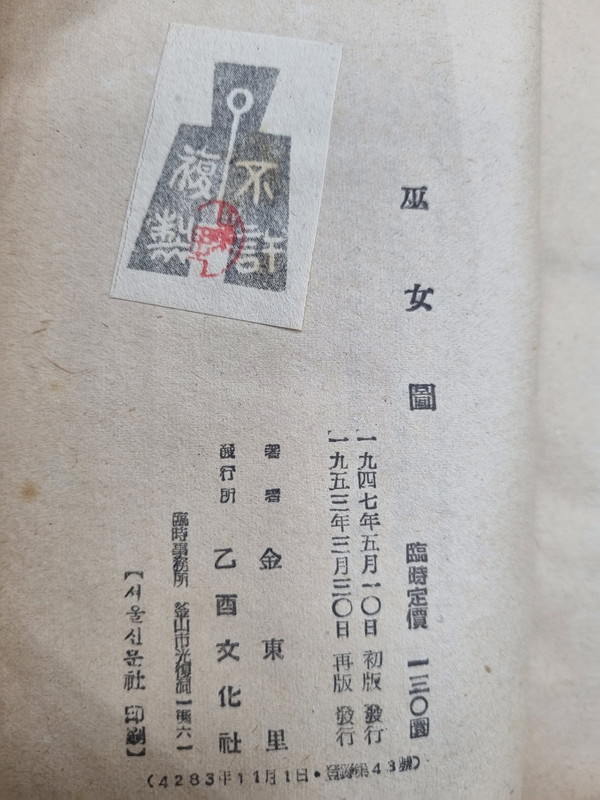 巫女圖
臨時定價 一三〇圜
一九四七年五月一〇日 初版 發行
一九五三年三月三〇日 再版 發行
著者 金東里
發行所 乙酉文化社
臨時事務所 釜山市光復洞一街六一
【서울신문社 印刷】
(4283年11月1日·登錄第43號)
不許
複製